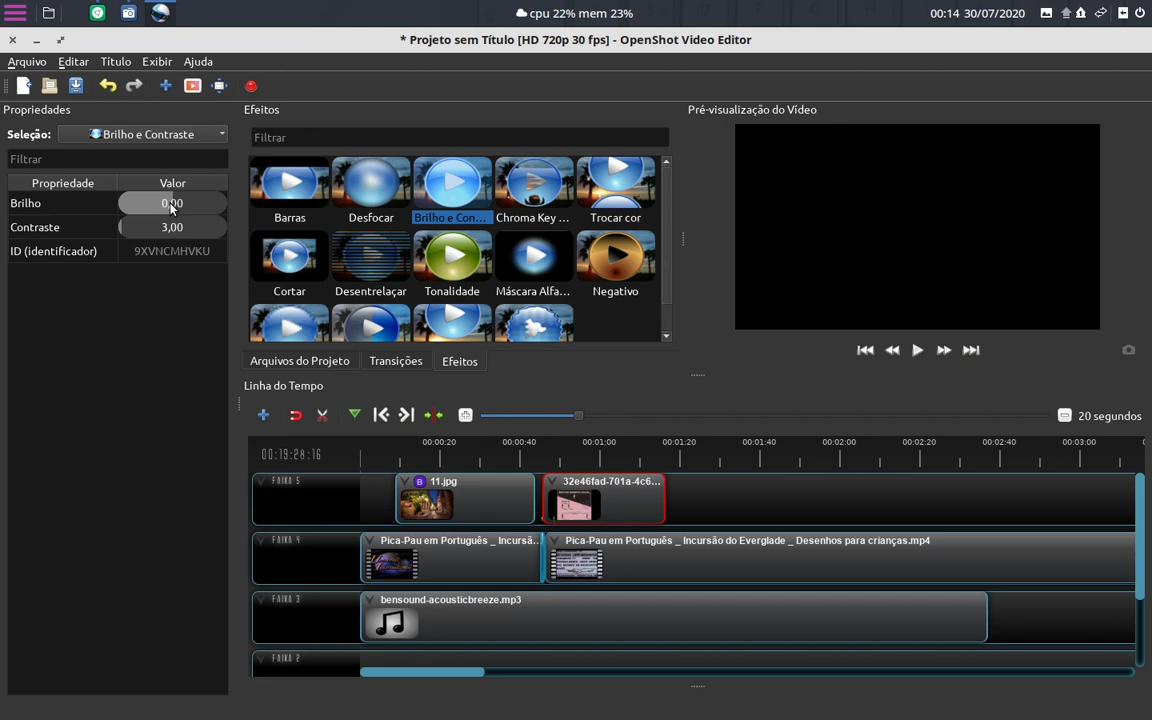 cpu 22% mem 23%
00:14 30/07/2020
* Projeto sem Título [HD 720p 30 fps] - OpenShot Video Editor
Arquivo Editar Título Exibir Ajuda
Propriedades
Efeitos
Pré-visualização do Vídeo
Seleção: Brilho e Contraste
Filtrar
Filtrar
Propriedade Valor
Brilho 0,00
Contraste 3,00
ID (identificador) 9XVNCMHVKU
Barras Desfocar Brilho e Con... Chroma Key ... Trocar cor
Cortar Desentrelaçar Tonalidade Máscara Alfa... Negativo
Arquivos do Projeto Transições Efeitos
Linha do Tempo
20 segundos
00:19:28:16
00:00:20 00:00:40 00:01:00 00:01:20 00:01:40 00:02:00 00:02:20 00:02:40 00:03:00
FAIXA 5
B 11.jpg
32e46fad-701a-4c6...
FAIXA 4
Pica-Pau em Português _ Incursã...
Pica-Pau em Português _ Incursão do Everglade _ Desenhos para crianças.mp4
FAIXA 3
bensound-acousticbreeze.mp3
FAIXA 2